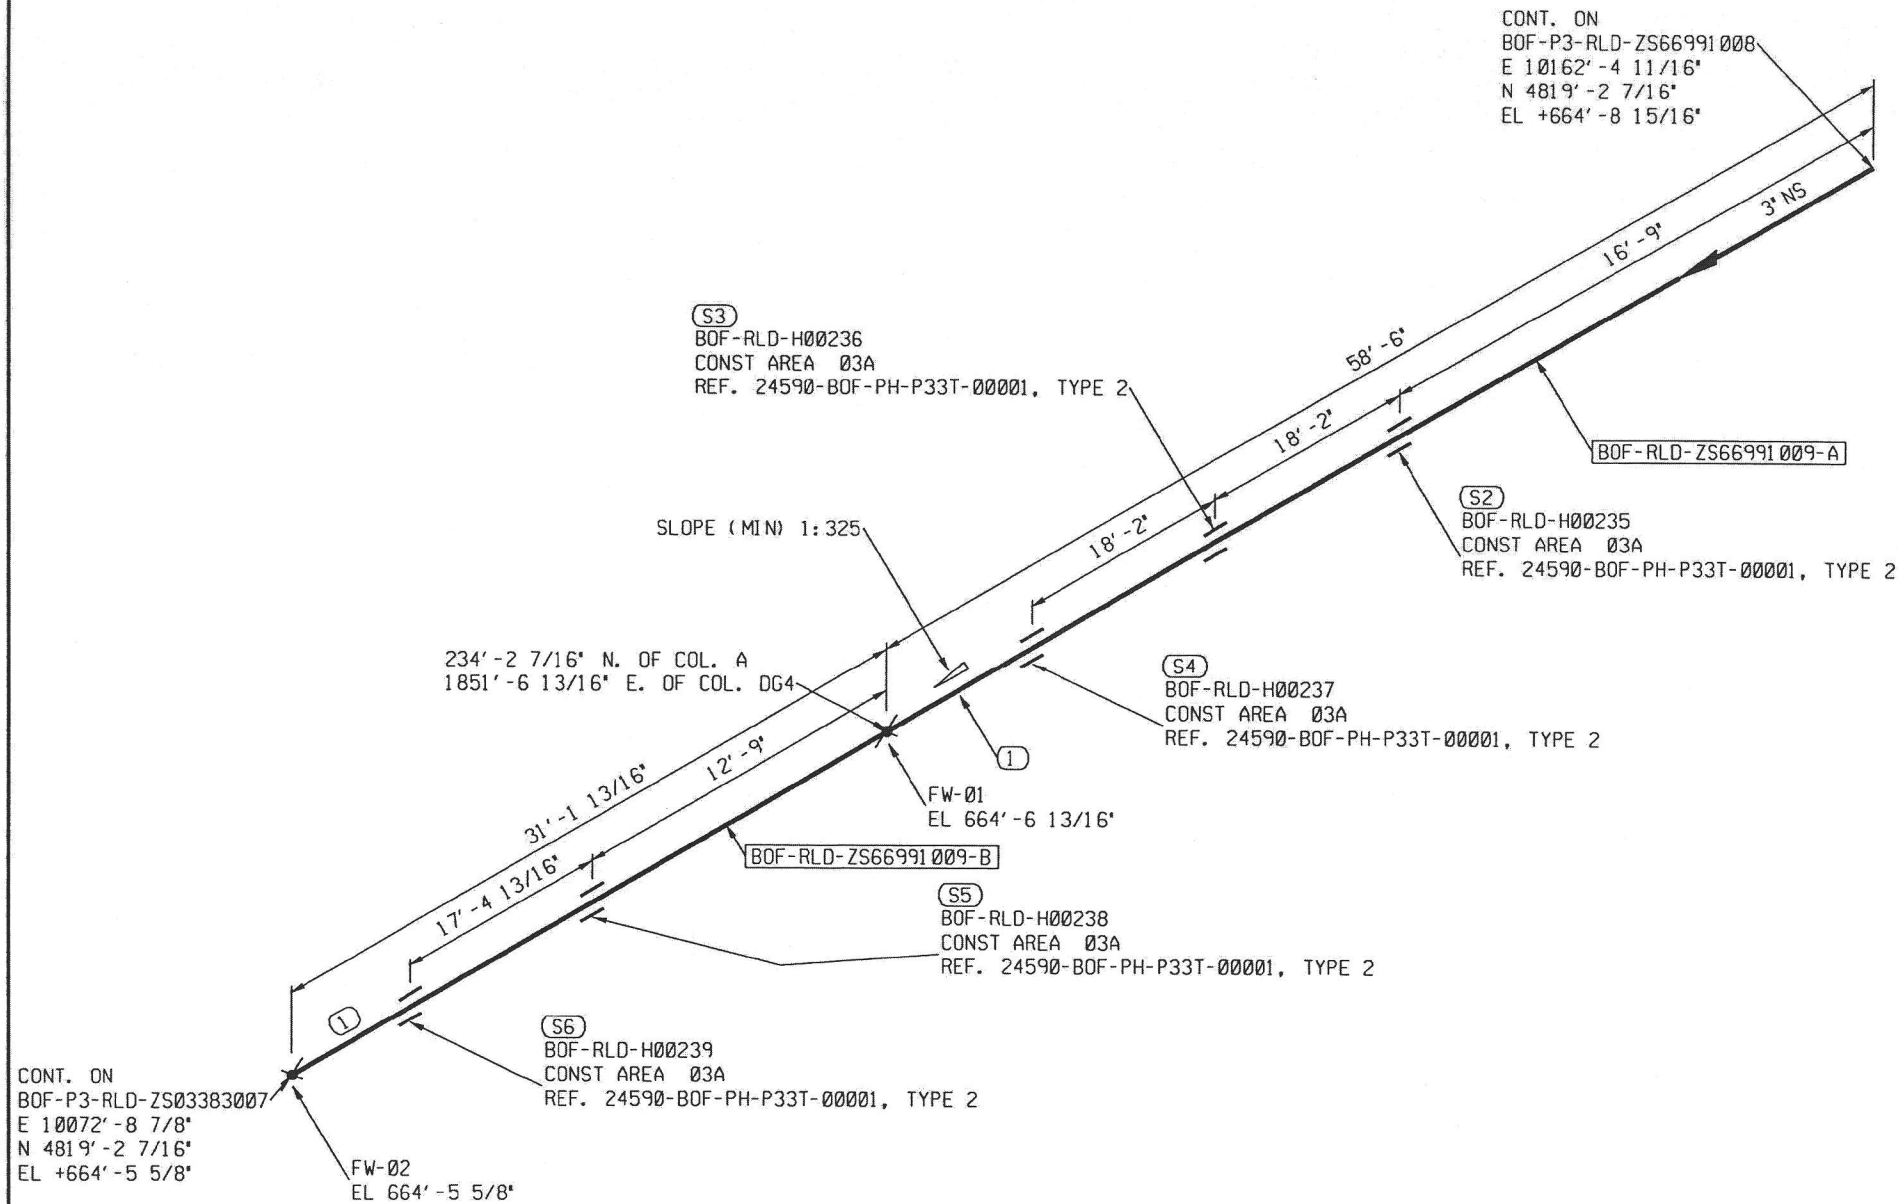 CONT. ON
BOF-P3-RLD-ZS66991008
E 10162'-4 11/16"
N 4819'-2 7/16"
EL +664'-8 15/16"
3" NS
16'-9"
58'-6"
S3
BOF-RLD-H00236
CONST AREA 03A
REF. 24590-BOF-PH-P33T-00001, TYPE 2
18'-2"
BOF-RLD-ZS66991009-A
S2
BOF-RLD-H00235
CONST AREA 03A
REF. 24590-BOF-PH-P33T-00001, TYPE 2
SLOPE (MIN) 1:325
18'-2"
234'-2 7/16" N. OF COL. A
1851'-6 13/16" E. OF COL. DG4
S4
BOF-RLD-H00237
CONST AREA 03A
REF. 24590-BOF-PH-P33T-00001, TYPE 2
1
12'-9"
31'-1 13/16"
FW-01
EL 664'-6 13/16"
BOF-RLD-ZS66991009-B
17'-4 13/16"
S5
BOF-RLD-H00238
CONST AREA 03A
REF. 24590-BOF-PH-P33T-00001, TYPE 2
1
S6
BOF-RLD-H00239
CONST AREA 03A
REF. 24590-BOF-PH-P33T-00001, TYPE 2
CONT. ON
BOF-P3-RLD-ZS03383007
E 10072'-8 7/8"
N 4819'-2 7/16"
EL +664'-5 5/8"
FW-02
EL 664'-5 5/8"